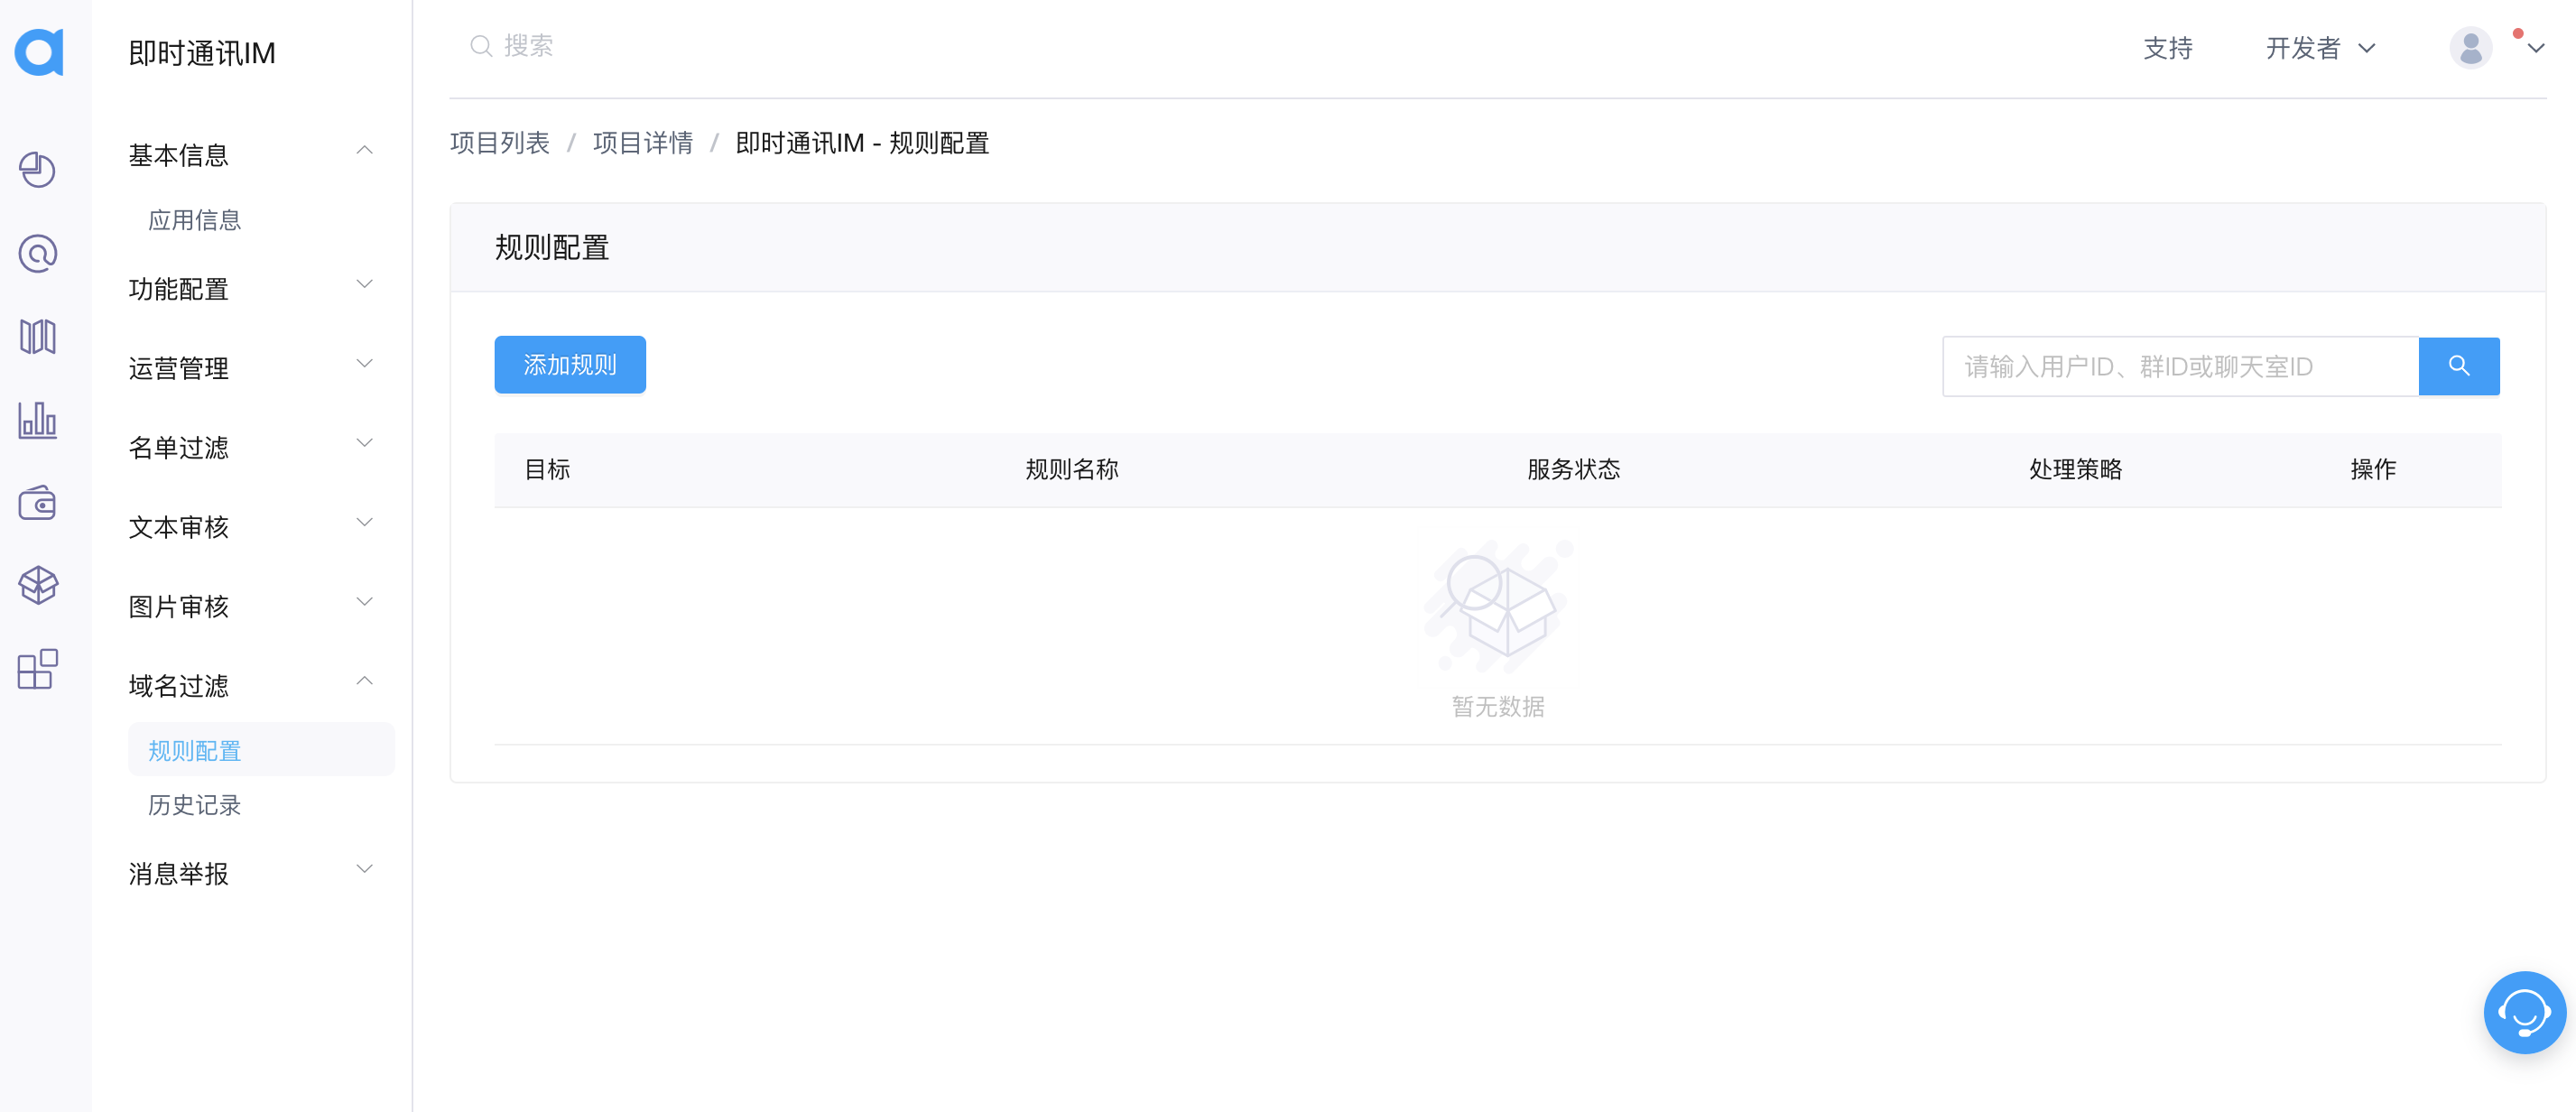 即时通讯IM
基本信息
应用信息
功能配置
运营管理
名单过滤
文本审核
图片审核
域名过滤
规则配置
历史记录
消息举报
搜索
支持
开发者
项目列表 / 项目详情 / 即时通讯IM - 规则配置
规则配置
添加规则
请输入用户ID、群ID或聊天室ID
目标 规则名称 服务状态 处理策略 操作
暂无数据